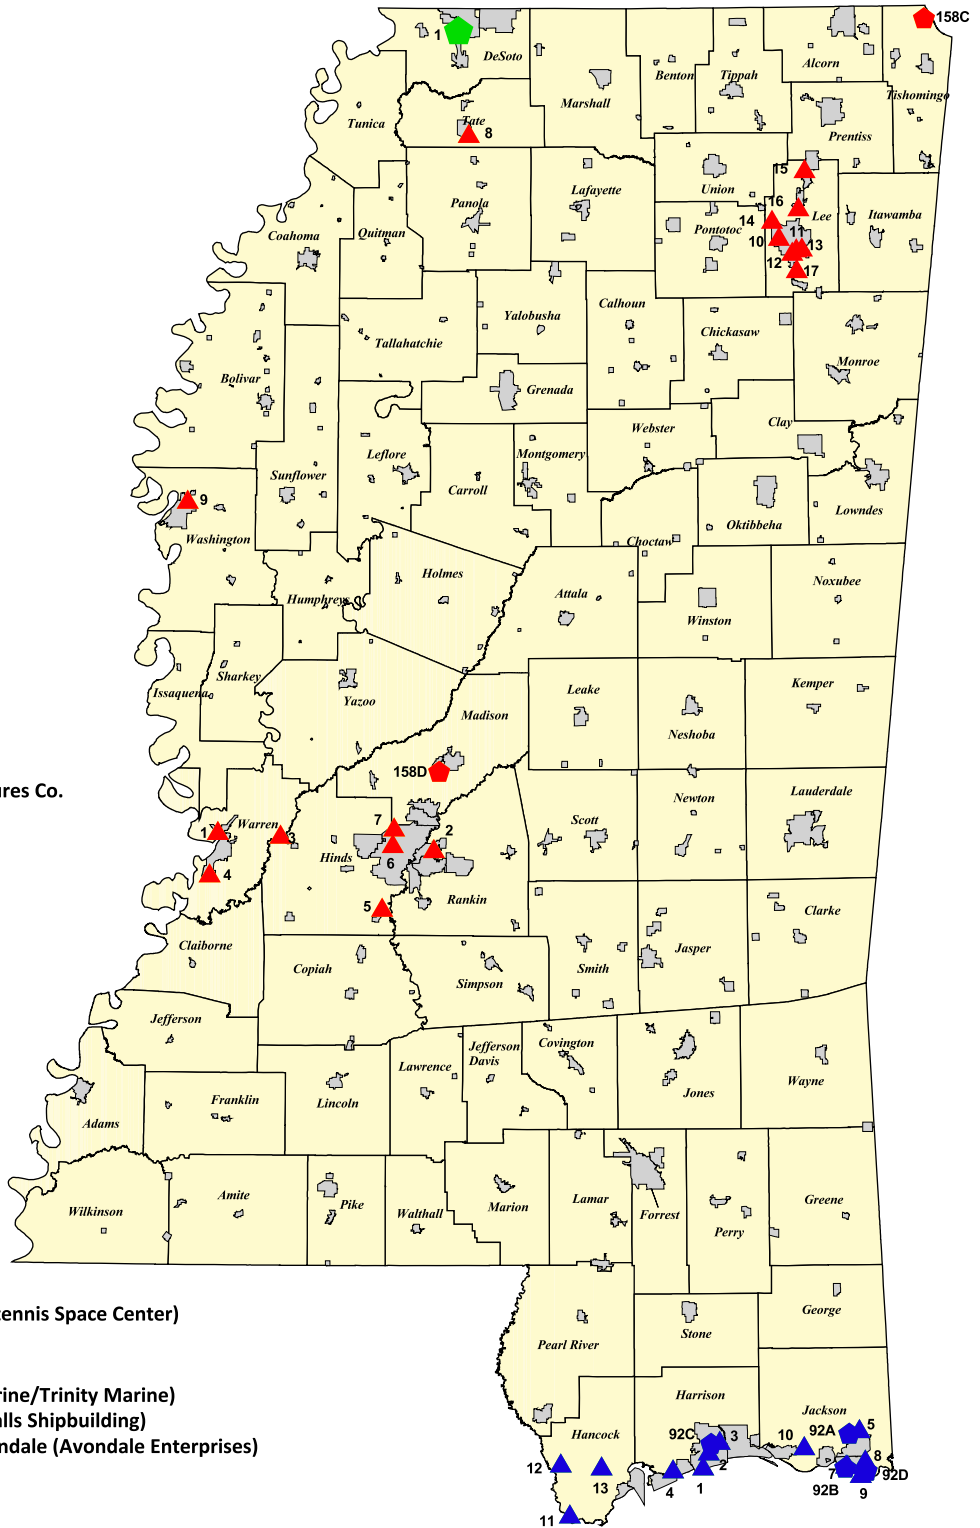 158C
1
DeSoto
Marshall
Benton
Tippah
Alcorn
Tishomingo
Tunica
Tate
8
Prentiss
15
Union
Lafayette
Panola
16
Lee
Itawamba
14
Pontotoc
11
10
13
12
17
Coahoma
Quitman
Calhoun
Yalobusha
Chickasaw
Tallahatchie
Monroe
Bolivar
Grenada
Clay
Webster
Leflore
Montgomery
Sunflower
Carroll
9
Washington
Lowndes
Oktibbeha
Choctaw
Holmes
Noxubee
Humphreys
Attala
Winston
Sharkey
Issaquena
Yazoo
Leake
Kemper
Madison
Neshoba
158D
ures Co.
Newton
Lauderdale
Warren
1
3
7
2
Scott
Hinds
6
4
Rankin
5
Clarke
Claiborne
Jasper
Copiah
Smith
Simpson
Jefferson
Jefferson
Davis
Covington
Lawrence
Wayne
Jones
Franklin
Lincoln
Adams
Amite
Pike
Marion
Lamar
Greene
Wilkinson
Walthall
Forrest
Perry
tennis Space Center)
George
Stone
Pearl River
rine/Trinity Marine)
Harrison
Jackson
alls Shipbuilding)
Hancock
92C
3
10
92A
5
ndale (Avondale Enterprises)
8
12
2
7
92D
13
4
1
92B
9
11